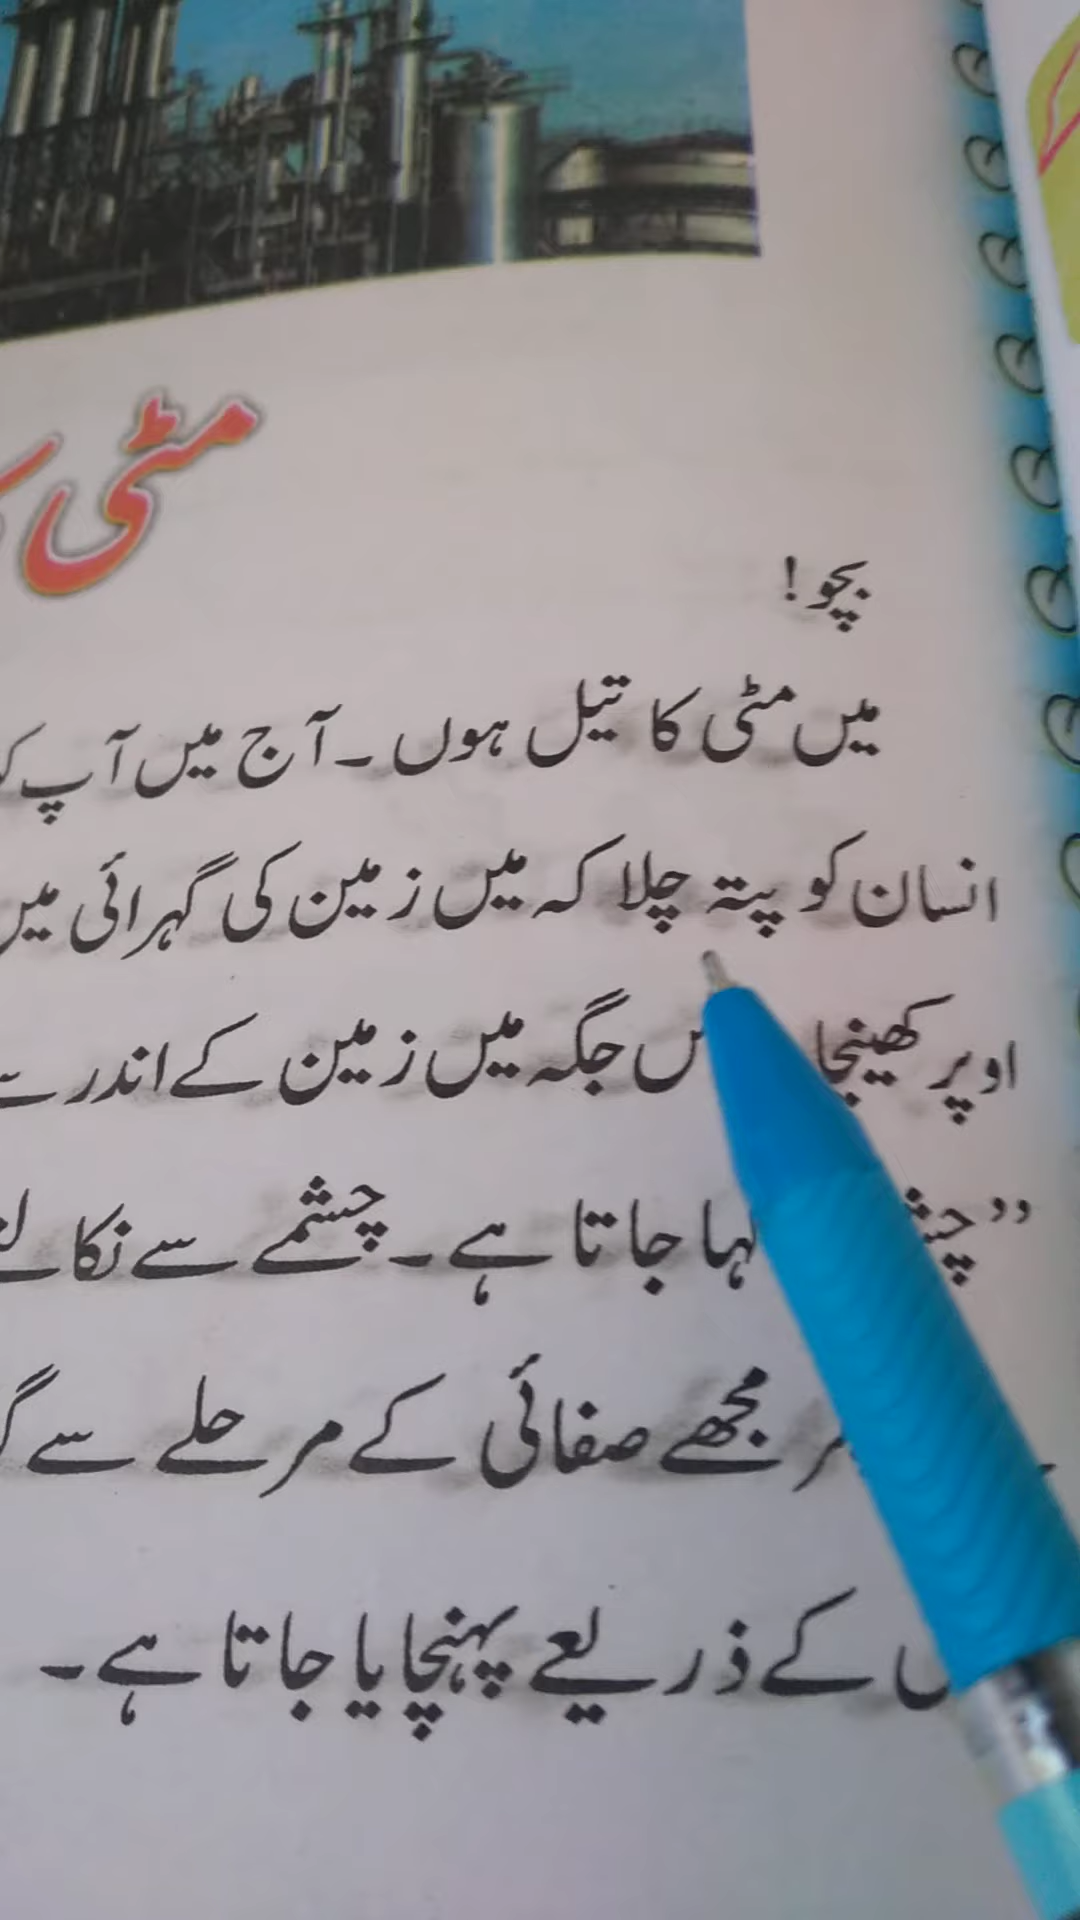 مٹی
بچو!
میں مٹی کا تیل ہوں۔ آج میں آپ
انسان کو پتہ چلا کہ میں زمین کی گہرائی میں
اوپر کھینچا جگہ میں زمین کے اندر
جاتا ہے۔ چشمے سے
مجھے صفائی کے مرحلے سے
کے ذریعے پہنچایا جاتا ہے۔